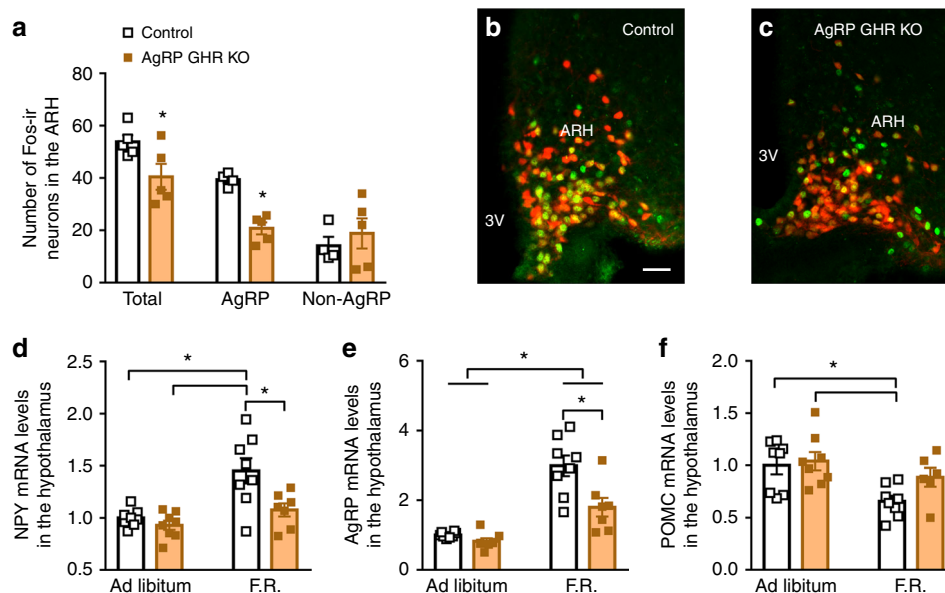 a
Control
AgRP GHR KO
Number of Fos-ir
neurons in the ARH
80
60
40
20
0
*
*
Total
AgRP
Non-AgRP
b
Control
ARH
3V
c
AgRP GHR KO
ARH
3V
d
NPY mRNA levels
in the hypothalamus
2.5
2.0
1.5
1.0
0.5
*
*
Ad libitum
F.R.
e
AgRP mRNA levels
in the hypothalamus
6
4
2
0
*
*
Ad libitum
F.R.
f
POMC mRNA levels
in the hypothalamus
2.0
1.5
1.0
0.5
0.0
*
Ad libitum
F.R.